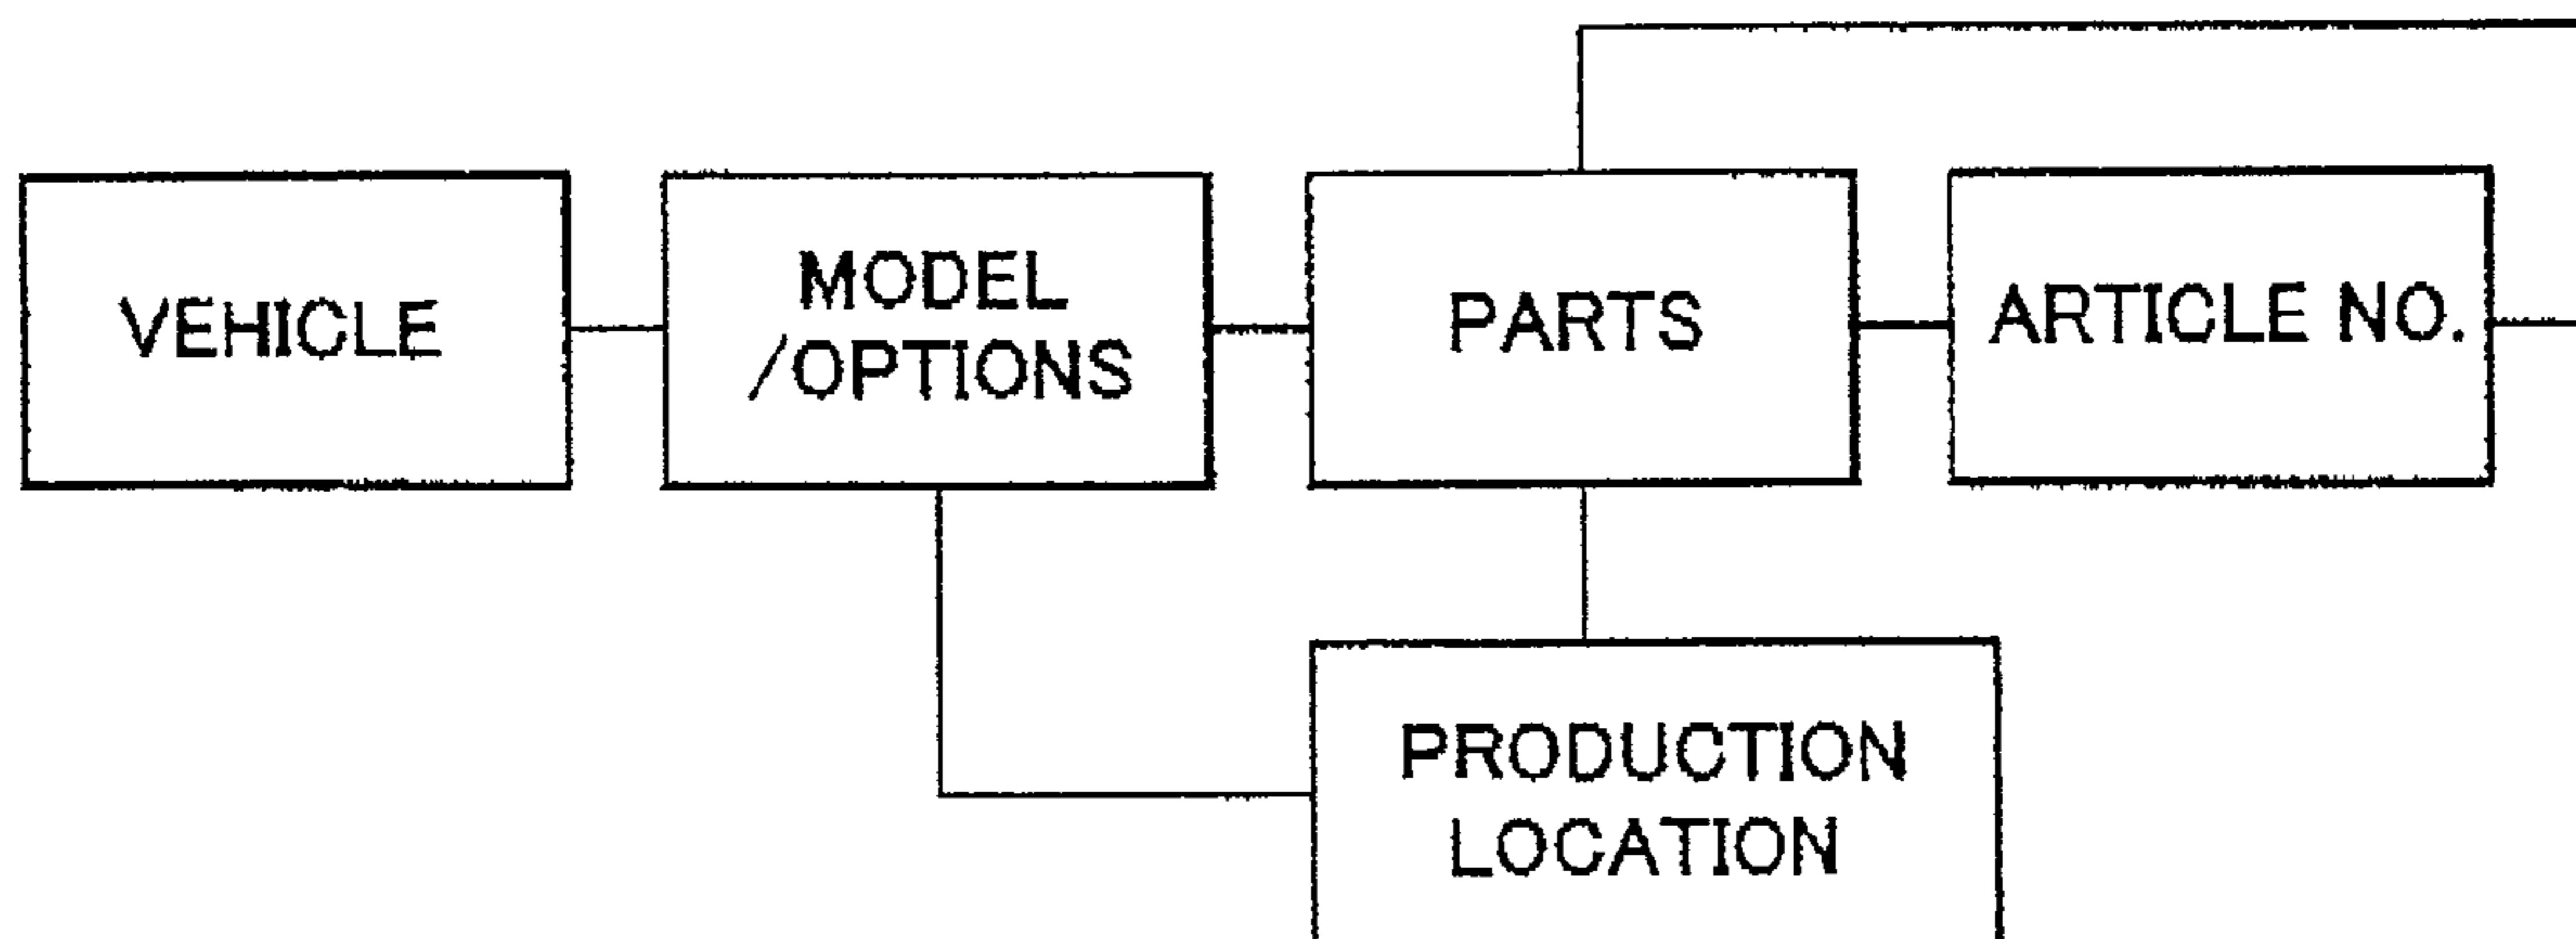 VEHICLE
MODEL
/OPTIONS
PARTS
ARTICLE NO.
PRODUCTION
LOCATION